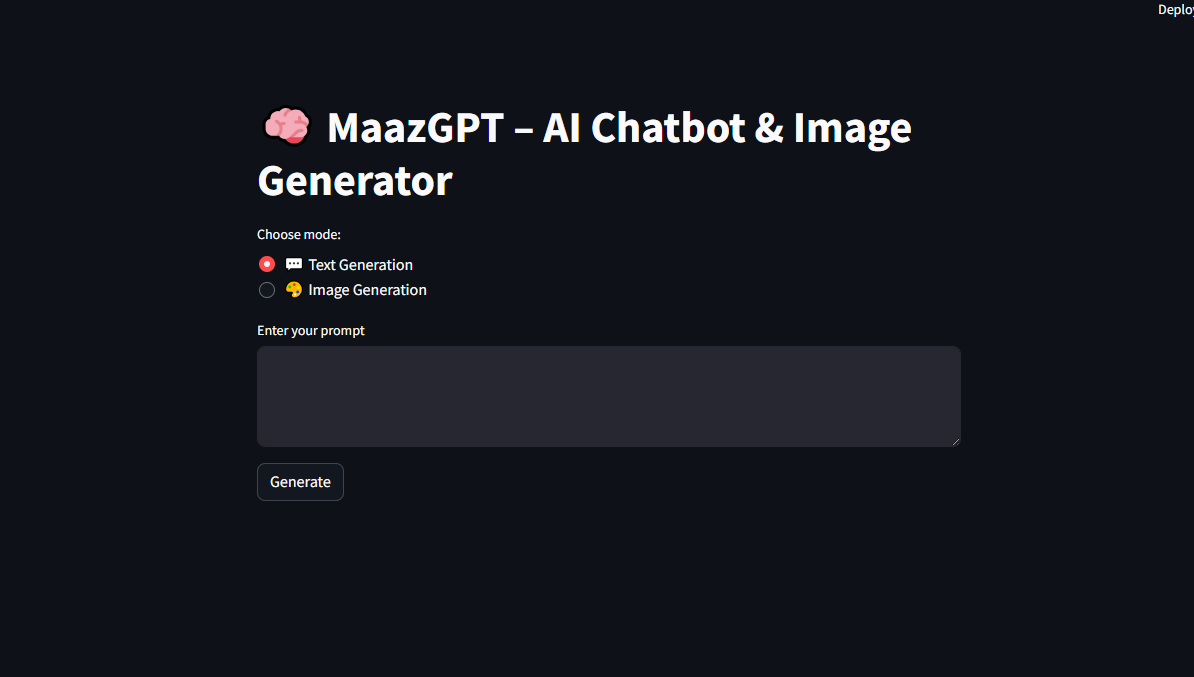 Deploy
MaazGPT – AI Chatbot & Image
Generator
Choose mode:
Text Generation
Image Generation
Enter your prompt
Generate